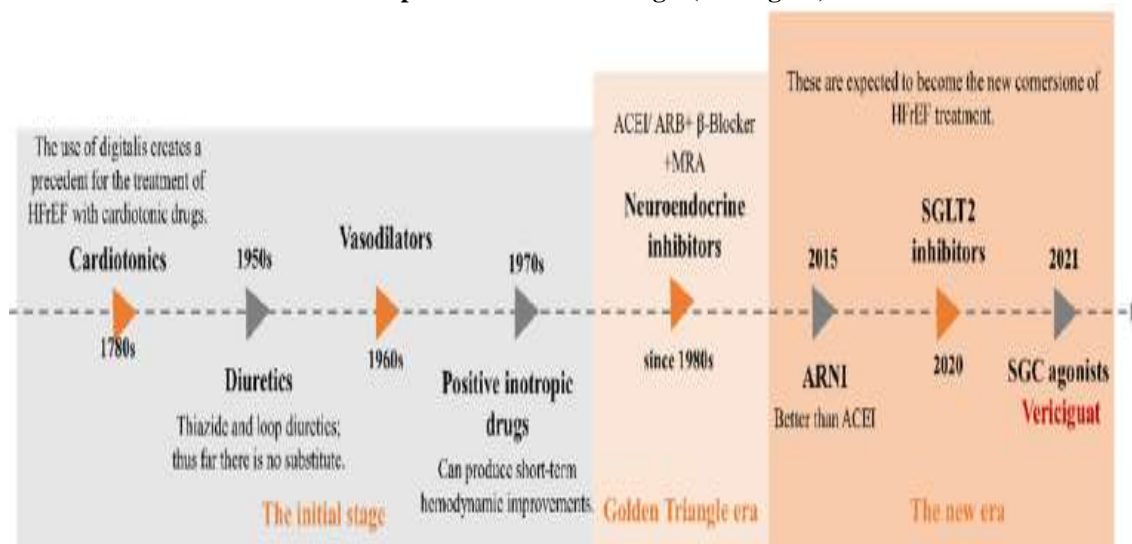 These are expected to become the new cornerstone of
HFrEF treatment.
ACEI/ ARB+ β-Blocker
+MRA
Neuroendocrine
inhibitors
The use of digitalis creates a
precedent for the treatment of
HFrEF with cardiotonic drugs.
Cardiotonics
1950s
Vasodilators
1970s
2015
SGLT2
inhibitors
2021
1780s
Diuretics
Thiazide and loop diuretics;
thus far there is no substitute.
1960s
Positive inotropic
drugs
Can produce short-term
hemodynamic improvements.
since 1980s
ARNI
Better than ACEI
2020
SGC agonists
Vericiguat
The initial stage
Golden Triangle era
The new era